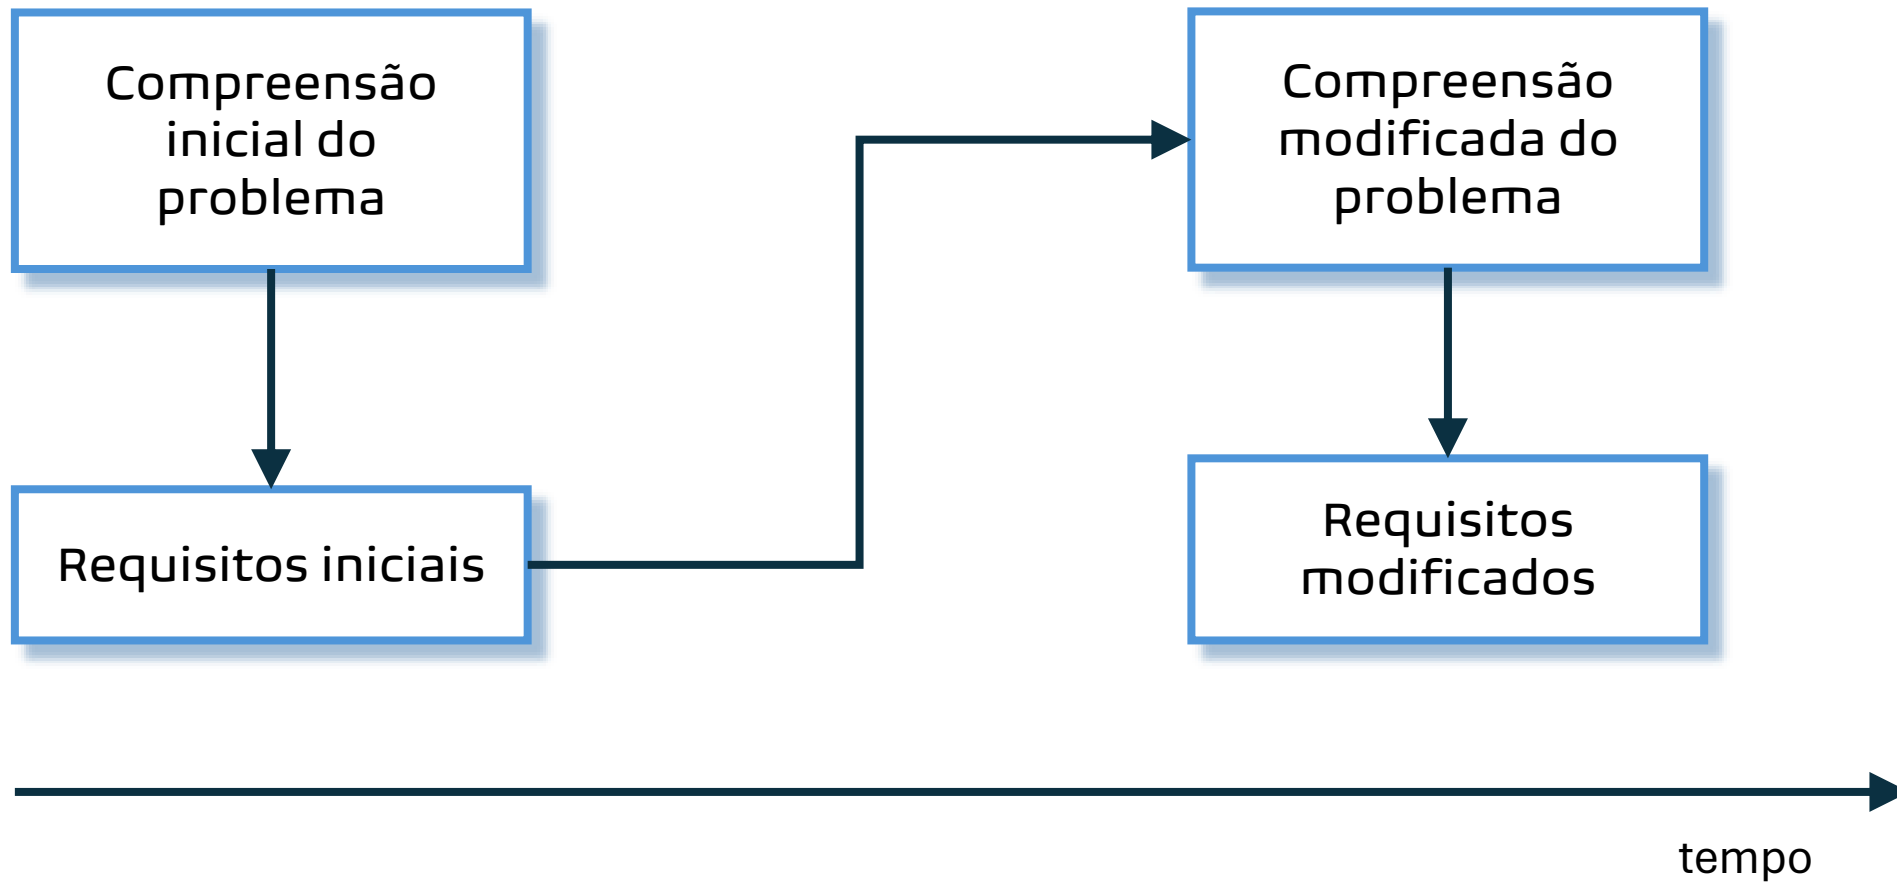 Compreensão
inicial do
problema
Requisitos iniciais
Compreensão
modificada do
problema
Requisitos
modificados
tempo